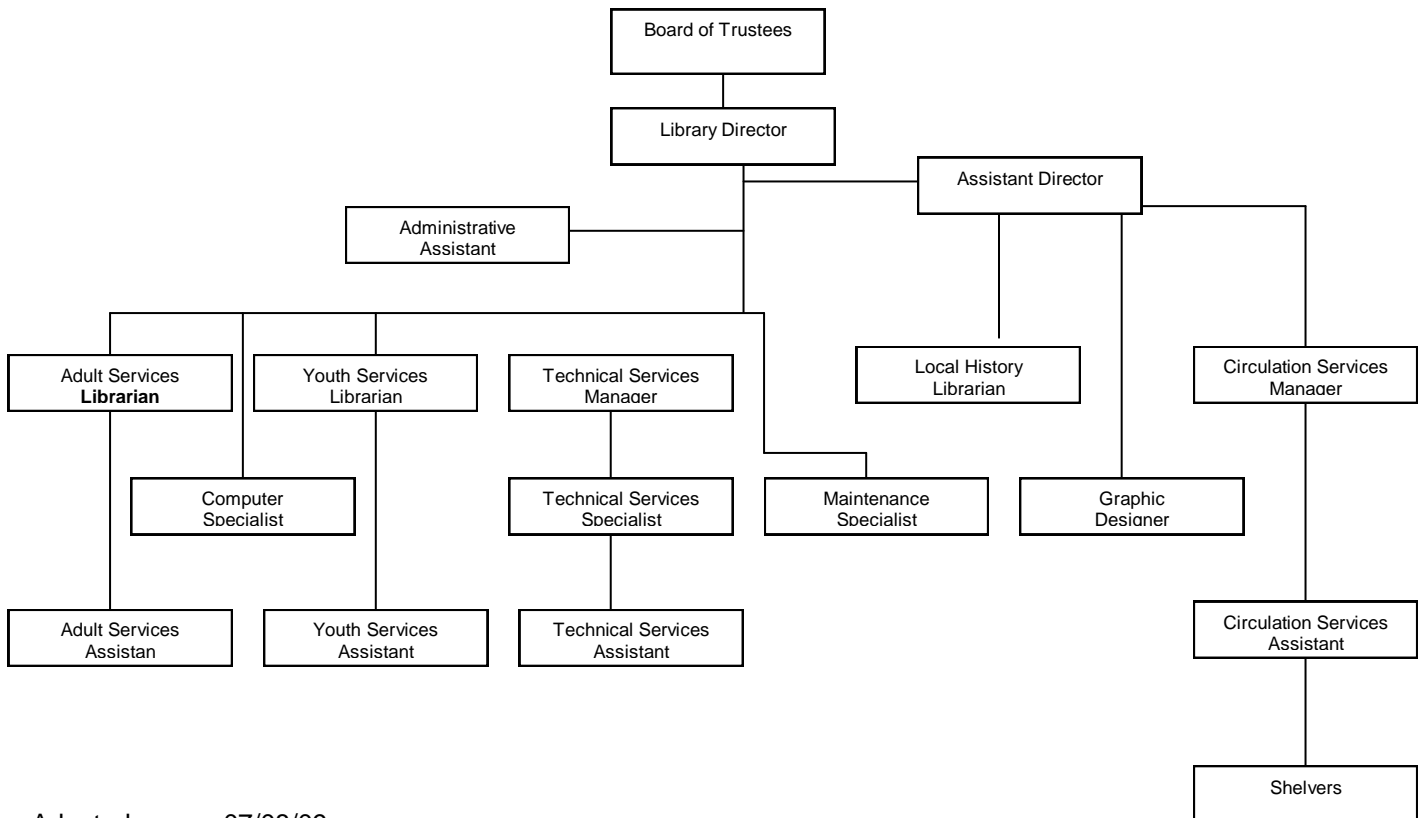 Board of Trustees
Library Director
Assistant Director
Administrative
Assistant
Adult Services
Librarian
Youth Services
Librarian
Technical Services
Manager
Local History
Librarian
Circulation Services
Manager
Computer
Specialist
Technical Services
Specialist
Maintenance
Specialist
Graphic
Designer
Adult Services
Assistan
Youth Services
Assistant
Technical Services
Assistant
Circulation Services
Assistant
Shelvers
Adopted